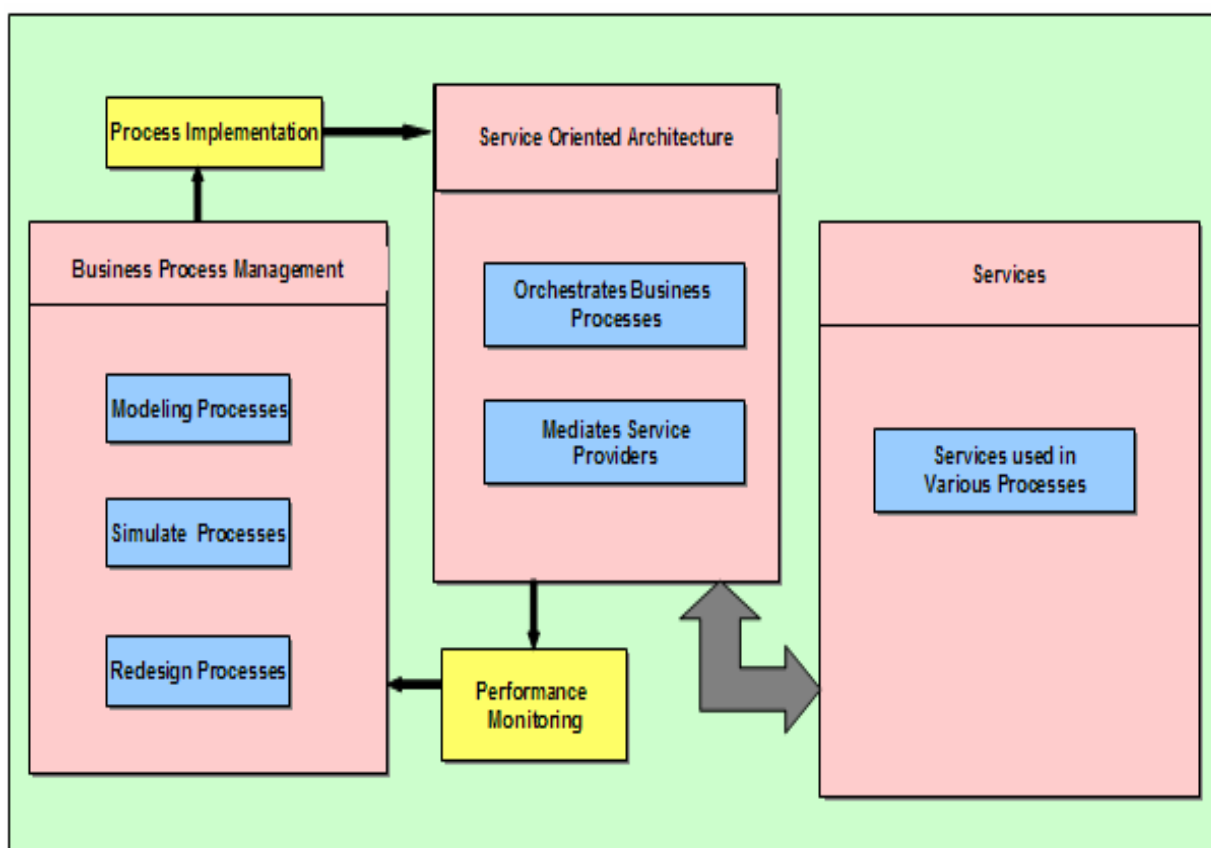 Process Implementation
Service Oriented Architecture
Business Process Management
Orchestrates Business
Processes
Services
Modeling Processes
Mediates Service
Providers
Services used in
Various Processes
Simulate Processes
Redesign Processes
Performance
Monitoring